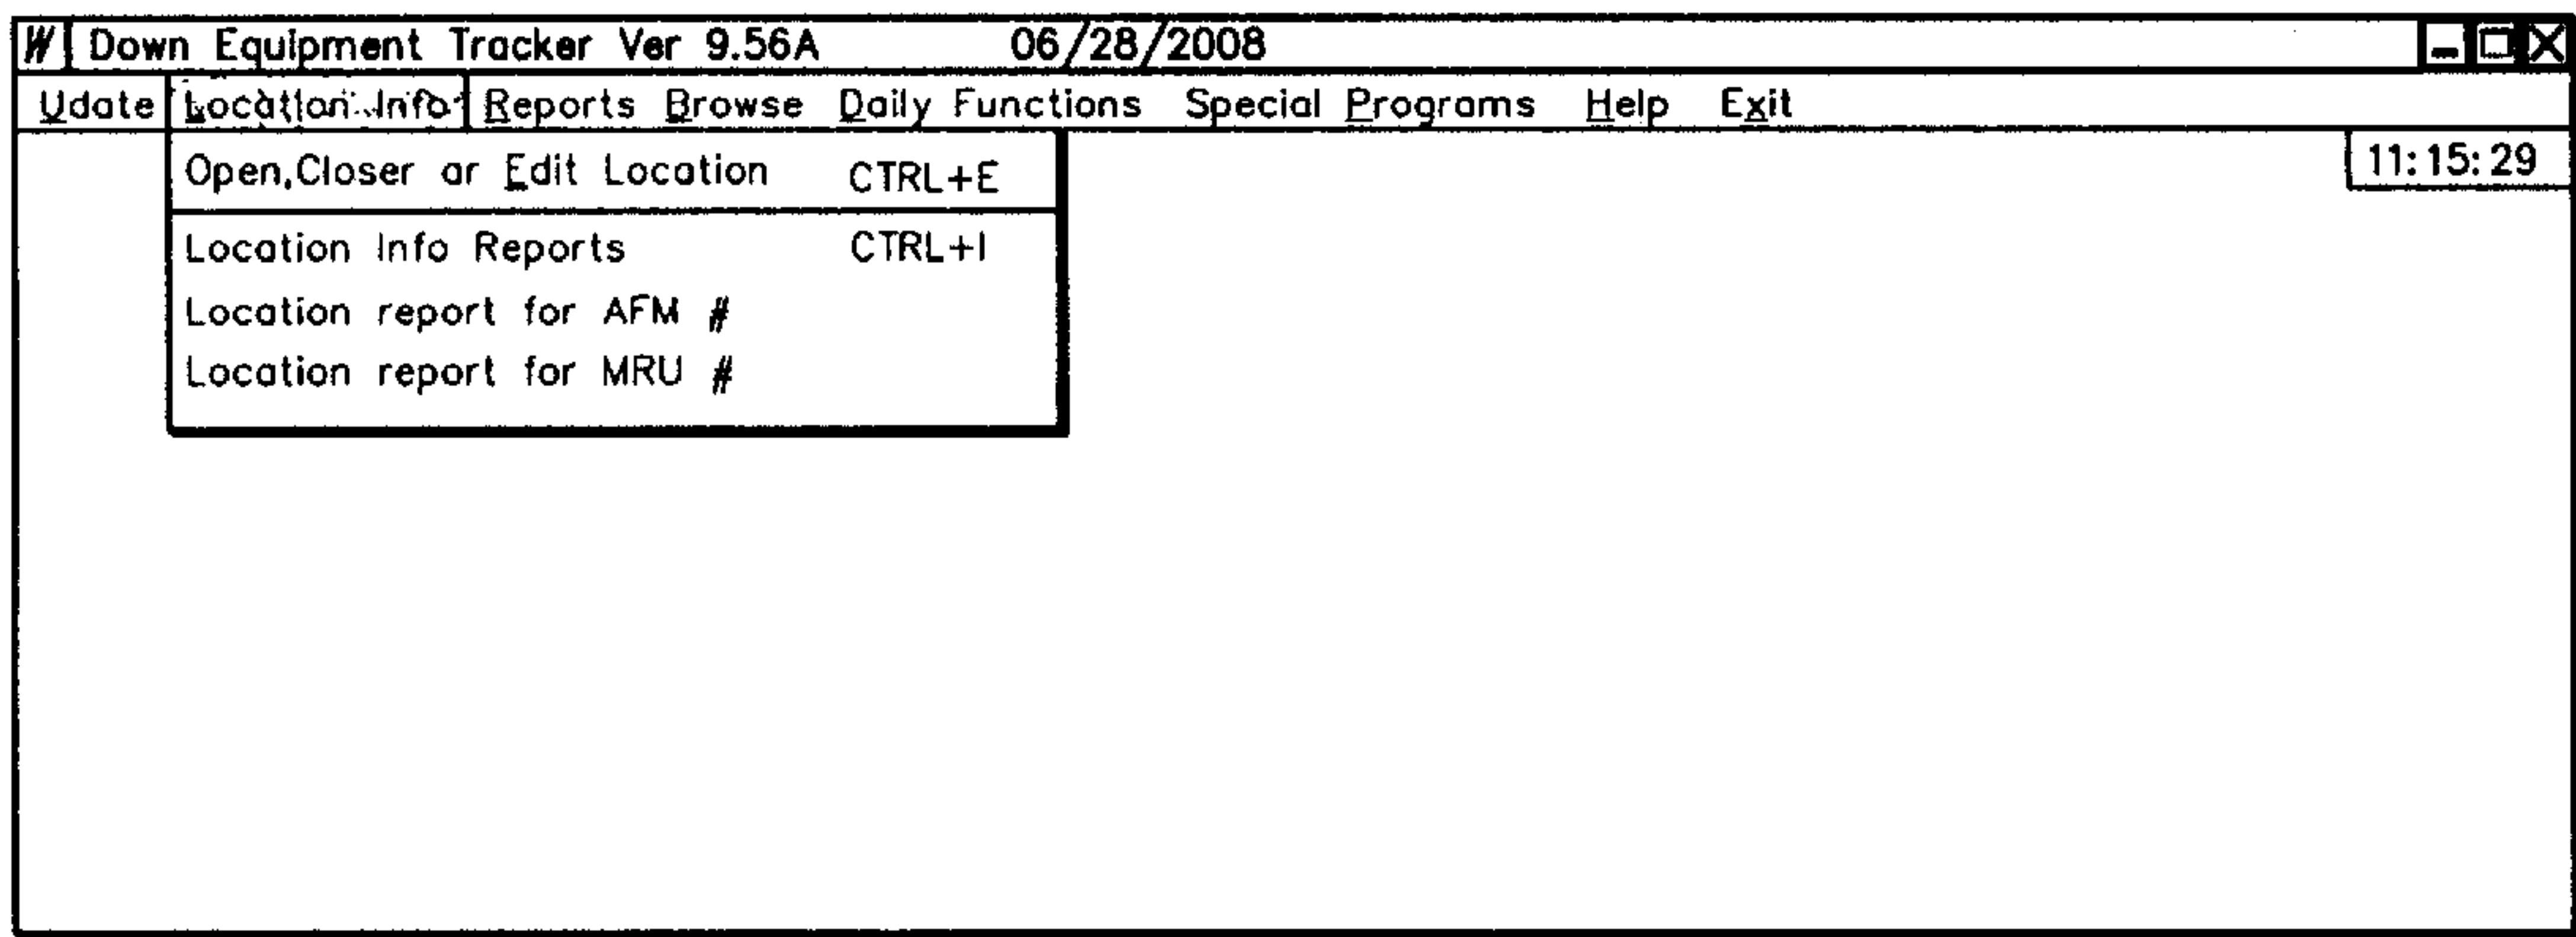 W Down Equipment Tracker Ver 9.56A 06/28/2008
Udate Location Info Reports Browse Daily Functions Special Programs Help Exit
11:15:29
Open,Closer ar Edit Location CTRL+E
Location Info Reports CTRL+I
Location report for AFM #
Location report for MRU #